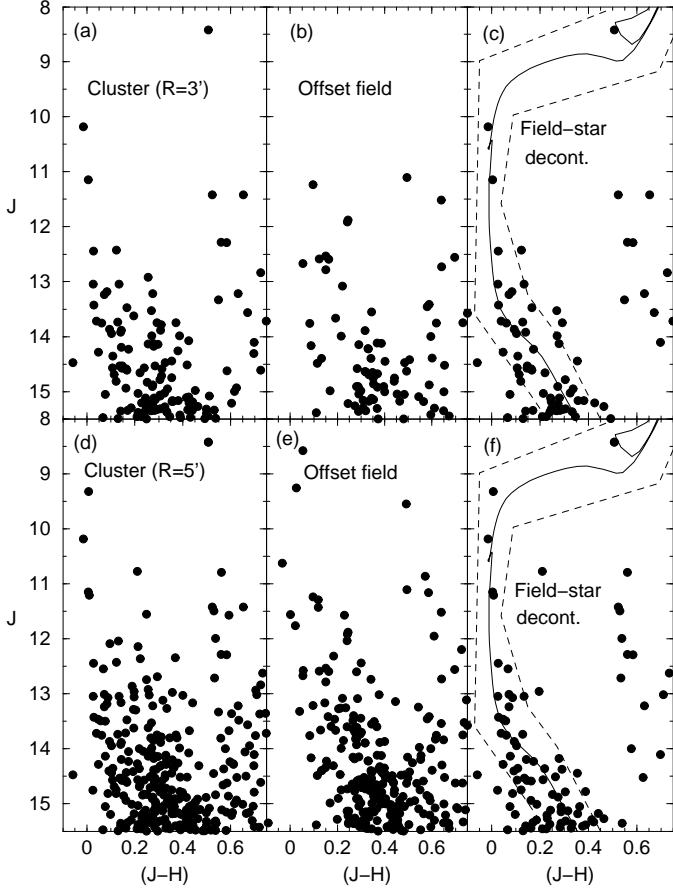 8
(a)
(b)
(c)
9
Cluster (R=3’)
Offset field
10
Field−star
decont.
11
J
12
13
14
15
8
(d)
(e)
(f)
Cluster (R=5’)
Offset field
9
10
11
Field−star
decont.
J
12
13
14
15
0 0.2 0.4 0.6 0 0.2 0.4 0.6 0 0.2 0.4 0.6
(J−H) (J−H) (J−H)